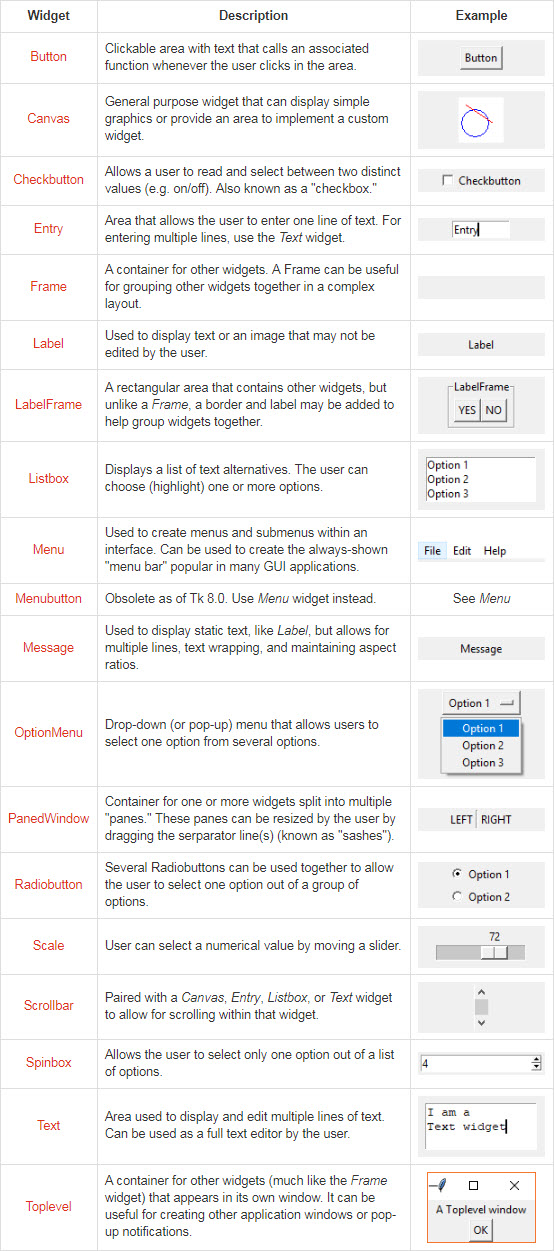 Widget Description Example
Button
Clickable area with text that calls an associated
function whenever the user clicks in the area.
Button
Canvas
General purpose widget that can display simple
graphics or provide an area to implement a custom
widget.
Checkbutton
Allows a user to read and select between two distinct
values (e.g. on/off). Also known as a "checkbox."
Checkbutton
Entry
Area that allows the user to enter one line of text. For
entering multiple lines, use the Text widget.
Entry
Frame
A container for other widgets. A Frame can be useful
for grouping other widgets together in a complex
layout.
Label
Used to display text or an image that may not be
edited by the user.
Label
LabelFrame
A rectangular area that contains other widgets, but
unlike a Frame, a border and label may be added to
help group widgets together.
LabelFrame
YES NO
Listbox
Displays a list of text alternatives. The user can
choose (highlight) one or more options.
Option 1
Option 2
Option 3
Menu
Used to create menus and submenus within an
interface. Can be used to create the always-shown
"menu bar" popular in many GUI applications.
File Edit Help
Menubutton
Obsolete as of Tk 8.0. Use Menu widget instead.
See Menu
Message
Used to display static text, like Label, but allows for
multiple lines, text wrapping, and maintaining aspect
ratios.
Message
OptionMenu
Drop-down (or pop-up) menu that allows users to
select one option from several options.
Option 1
Option 1
Option 2
Option 3
PanedWindow
Container for one or more widgets split into multiple
"panes." These panes can be resized by the user by
dragging the serparator line(s) (known as "sashes").
LEFT RIGHT
Radiobutton
Several Radiobuttons can be used together to allow
the user to select one option out of a group of
options.
Option 1
Option 2
Scale
User can select a numerical value by moving a slider.
72
Scrollbar
Paired with a Canvas, Entry, Listbox, or Text widget
to allow for scrolling within that widget.
Spinbox
Allows the user to select only one option out of a list
of options.
4
Text
Area used to display and edit multiple lines of text.
Can be used as a full text editor by the user.
I am a
Text widget
Toplevel
A container for other widgets (much like the Frame
widget) that appears in its own window. It can be
useful for creating other application windows or pop-
up notifications.
A Toplevel window
OK